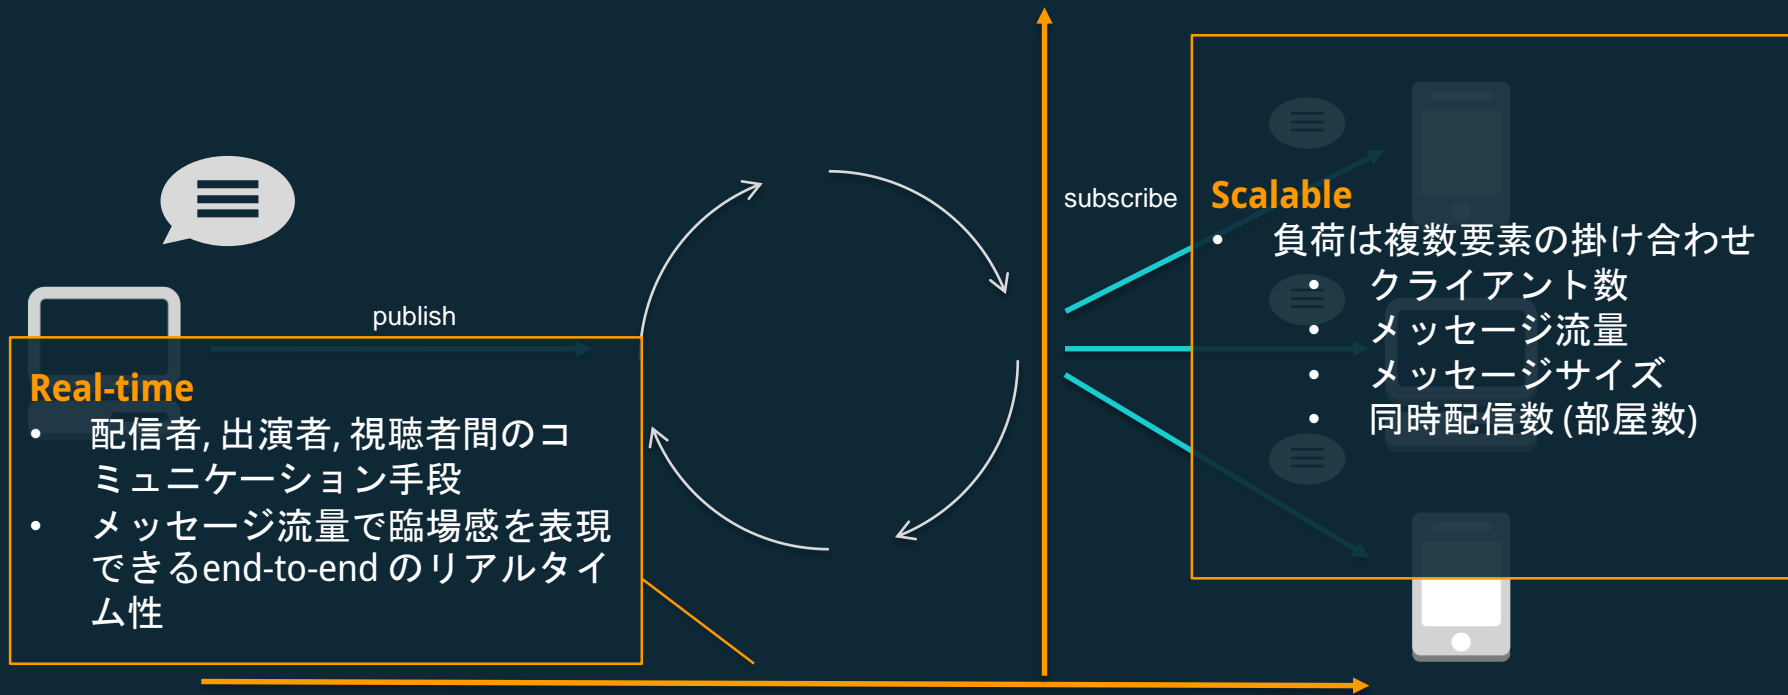 publish
subscribe
Real-time
• 配信者, 出演者, 視聴者間のコ
ミュニケーション手段
• メッセージ流量で臨場感を表現
できるend-to-end のリアルタイ
ム性
Scalable
• 負荷は複数要素の掛け合わせ
• クライアント数
• メッセージ流量
• メッセージサイズ
• 同時配信数 (部屋数)